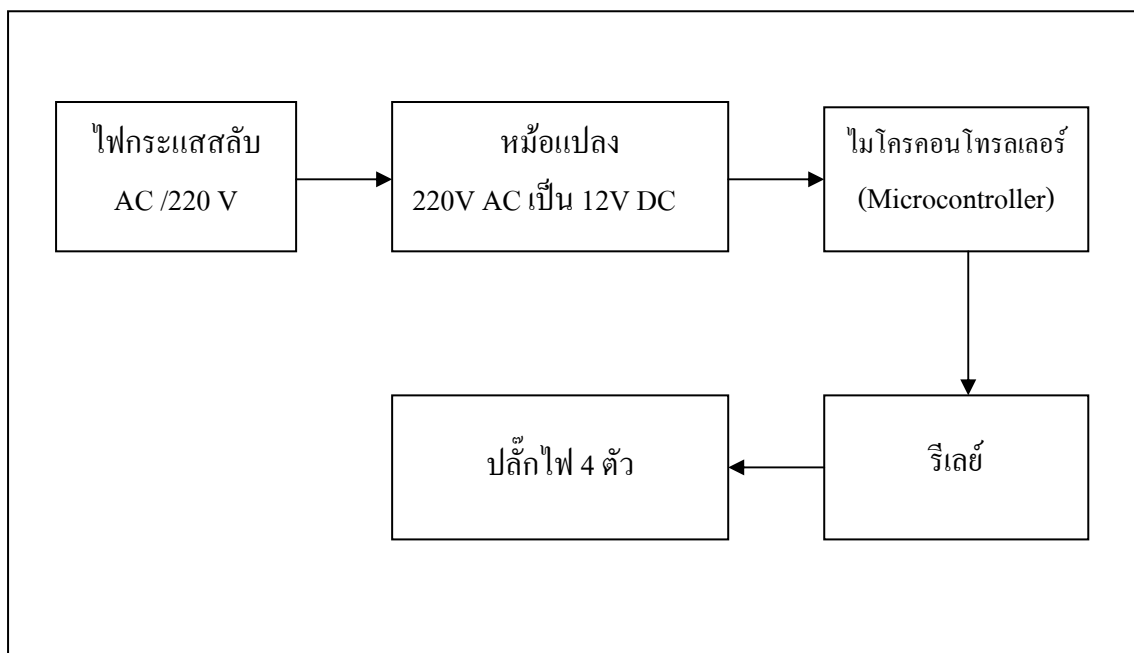 ไฟกระแสสลับ
AC /220 V
หม้อแปลง
220V AC เป็น 12V DC
ไมโครคอนโทรลเลอร์
(Microcontroller)
รีเลย์
ปลั๊กไฟ 4 ตัว